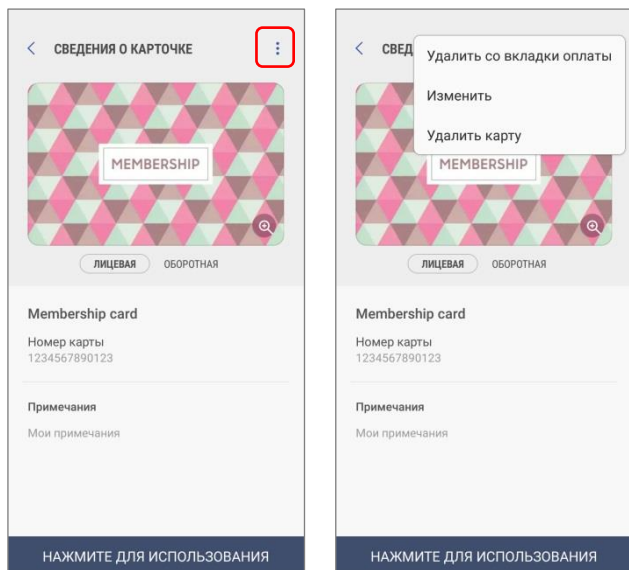 СВЕДЕНИЯ О КАРТОЧКЕ
MEMBERSHIP
ЛИЦЕВАЯ ОБОРОТНАЯ
Membership card
Номер карты
1234567890123
Примечания
Мои примечания
НАЖМИТЕ ДЛЯ ИСПОЛЬЗОВАНИЯ
СВЕД
Удалить со вкладки оплаты
Изменить
Удалить карту
MEMBERSHIP
ЛИЦЕВАЯ ОБОРОТНАЯ
Membership card
Номер карты
1234567890123
Примечания
Мои примечания
НАЖМИТЕ ДЛЯ ИСПОЛЬЗОВАНИЯ